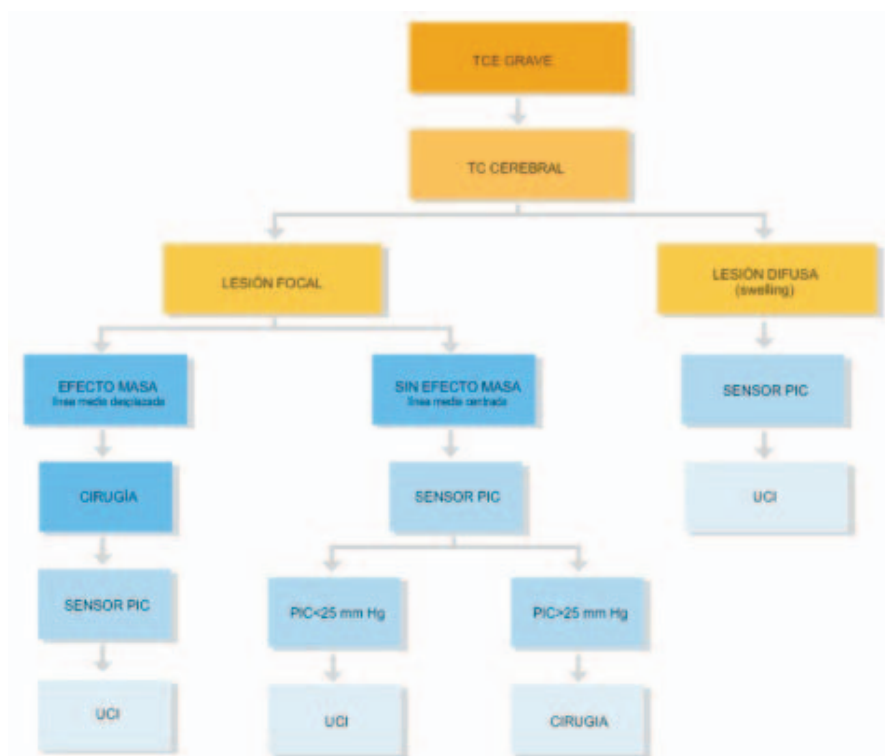 TCE GRAVE
TC CEREBRAL
LESIÓN FOCAL
LESIÓN DIFUSA
(swelling)
EFECTO MASA
línea media desplazada
SIN EFECTO MASA
línea media centrada
SENSOR PIC
CIRUGÍA
SENSOR PIC
UCI
SENSOR PIC
PIC<25 mm Hg
PIC>25 mm Hg
UCI
UCI
CIRUGIA